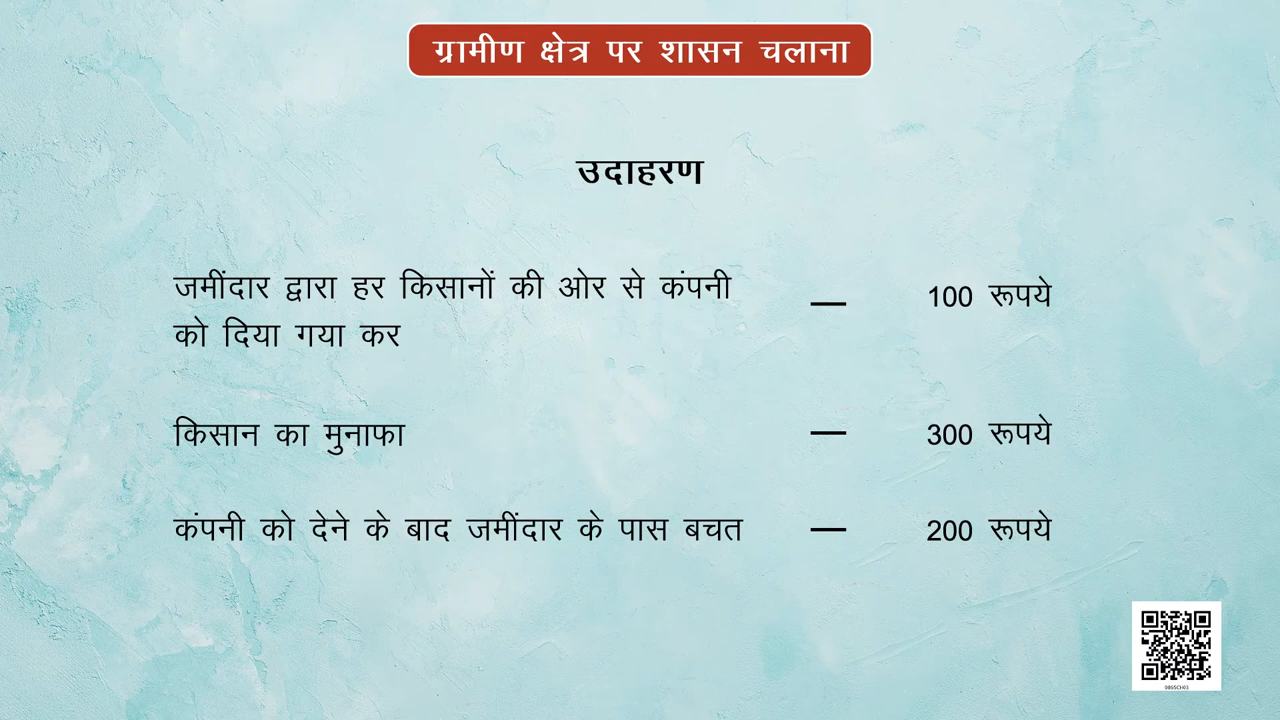 ग्रामीण क्षेत्र पर शासन चलाना
उदाहरण
जमींदार द्वारा हर किसानों की ओर से कंपनी
को दिया गया कर
— 100 रूपये
किसान का मुनाफा — 300 रूपये
कंपनी को देने के बाद जमींदार के पास बचत — 200 रूपये
0865CH03